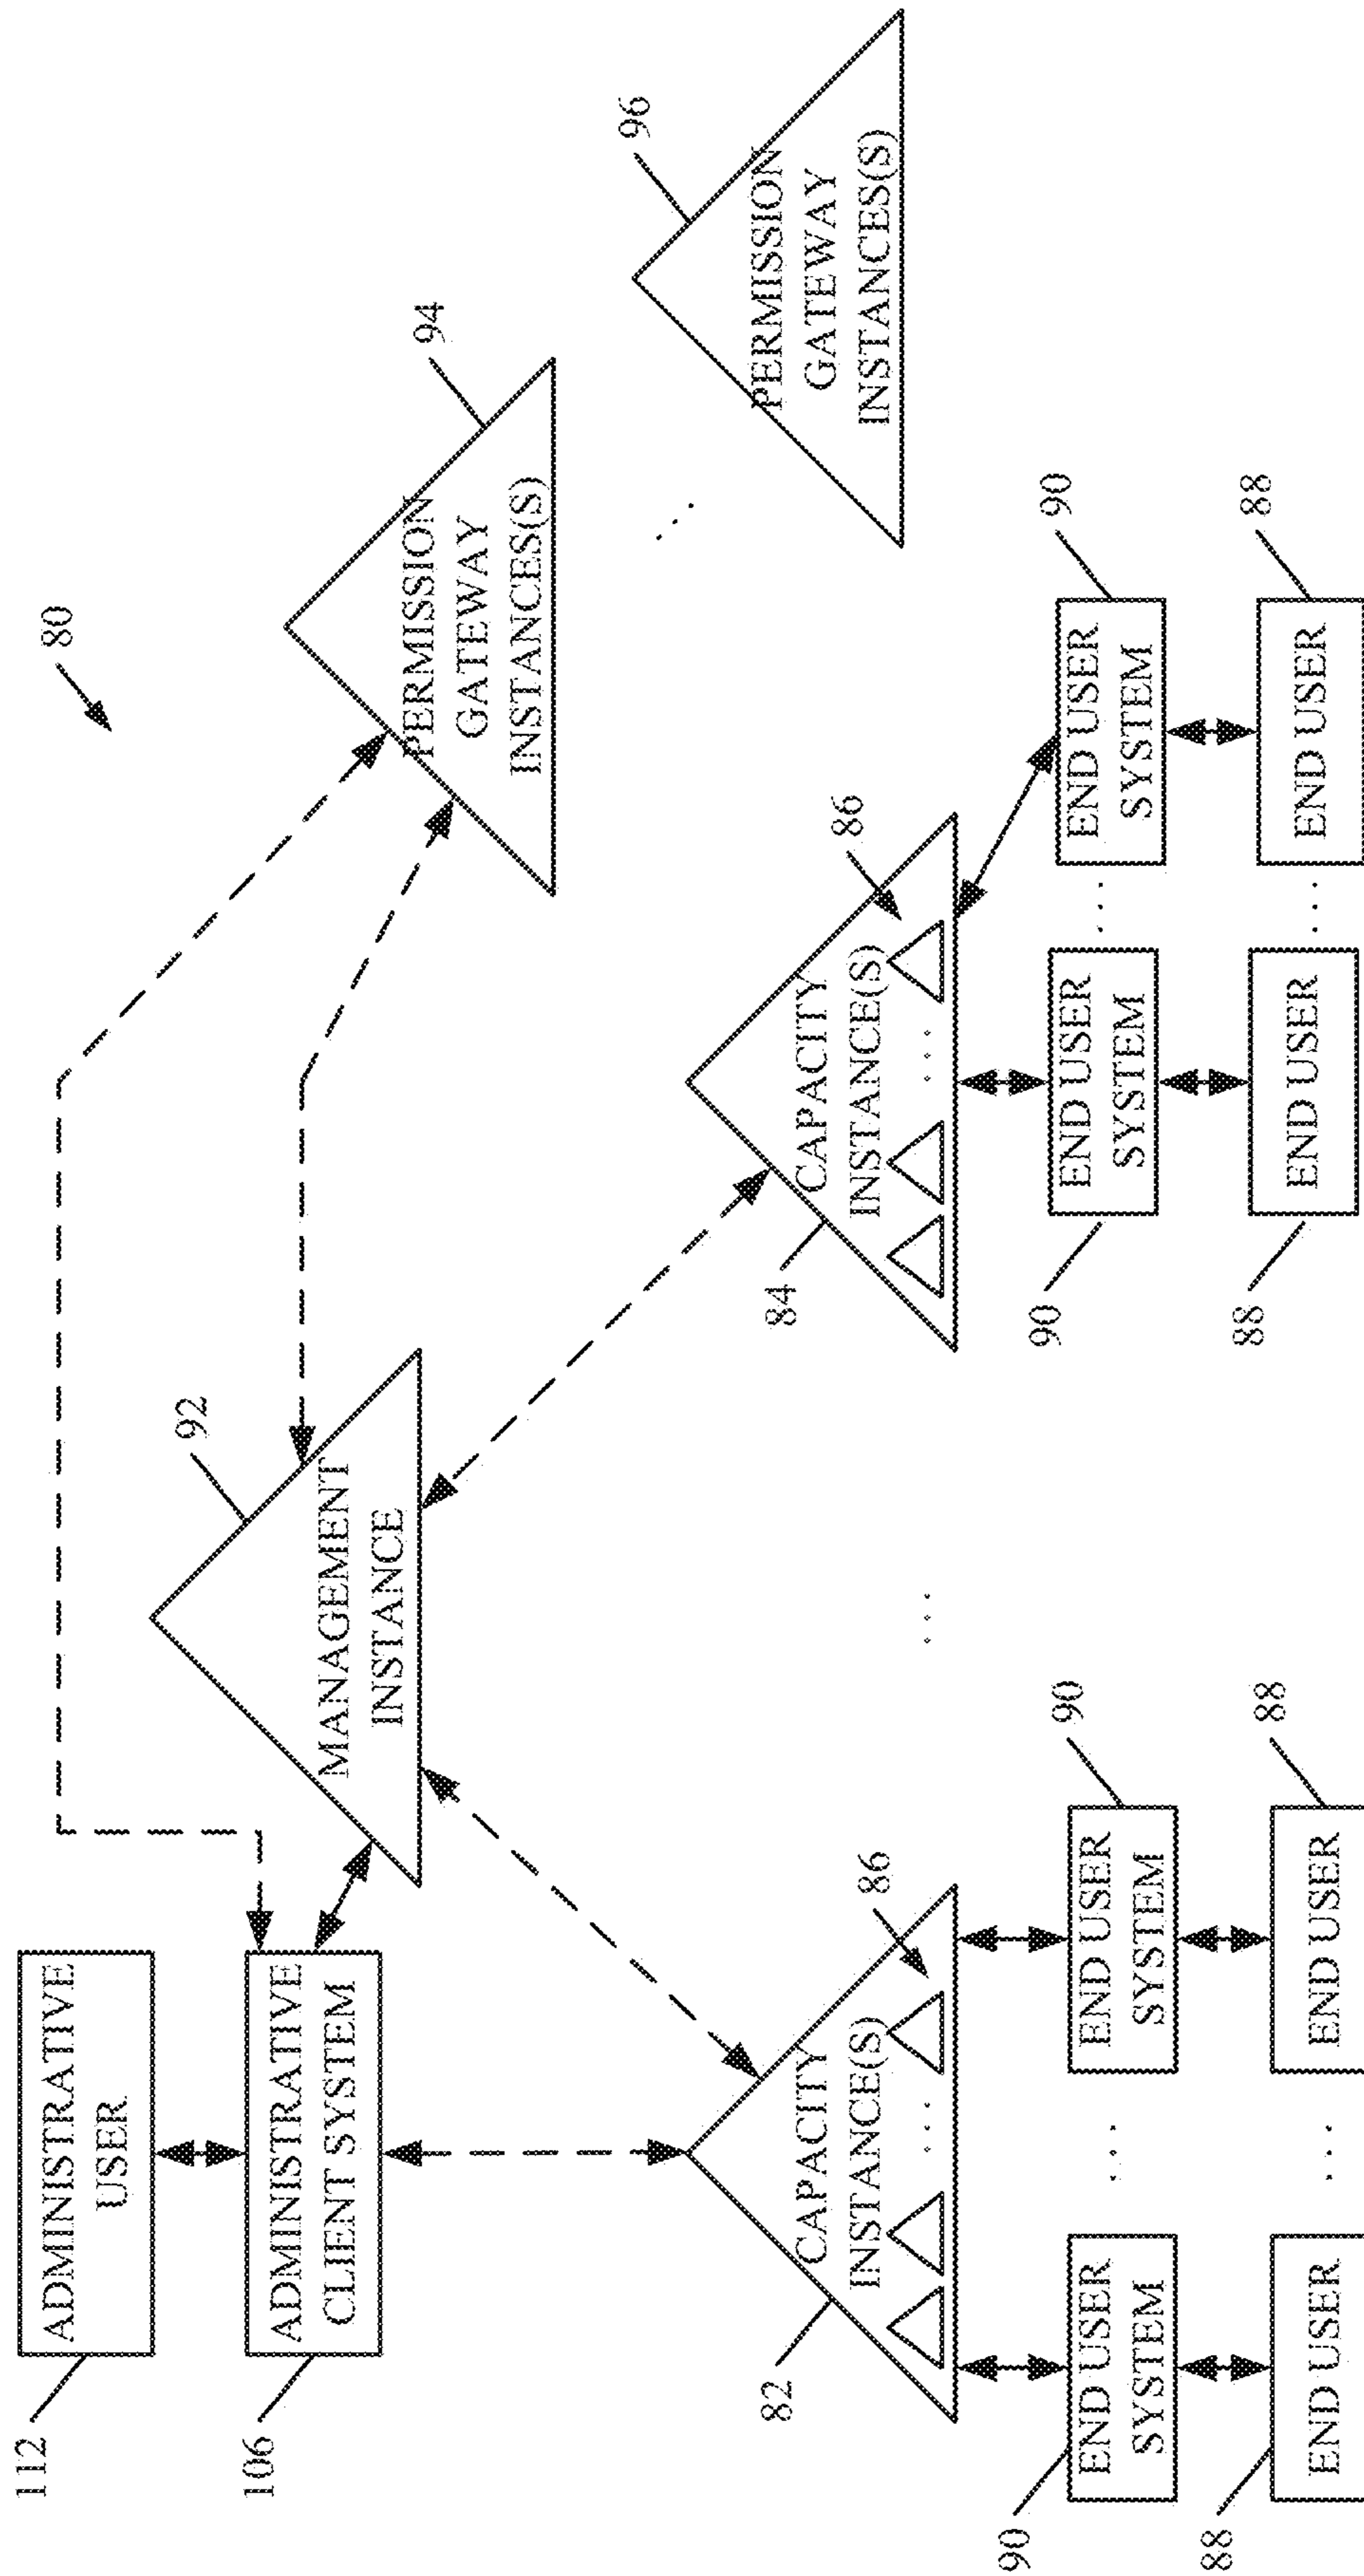 80
112
ADMINISTRATIVE
USER
106
ADMINISTRATIVE
CLIENT SYSTEM
92
MANAGEMENT
INSTANCE
94
PERMISSION
GATEWAY
INSTANCES(S)
. . .
96
PERMISSION
GATEWAY
INSTANCES(S)
82
CAPACITY
INSTANCE(S)
. . .
86
. . .
84
CAPACITY
INSTANCE(S)
. . .
86
90
END USER
SYSTEM
. . .
END USER
SYSTEM
90
90
END USER
SYSTEM
. . .
END USER
SYSTEM
90
88
END USER
. . .
END USER
88
88
END USER
. . .
END USER
88